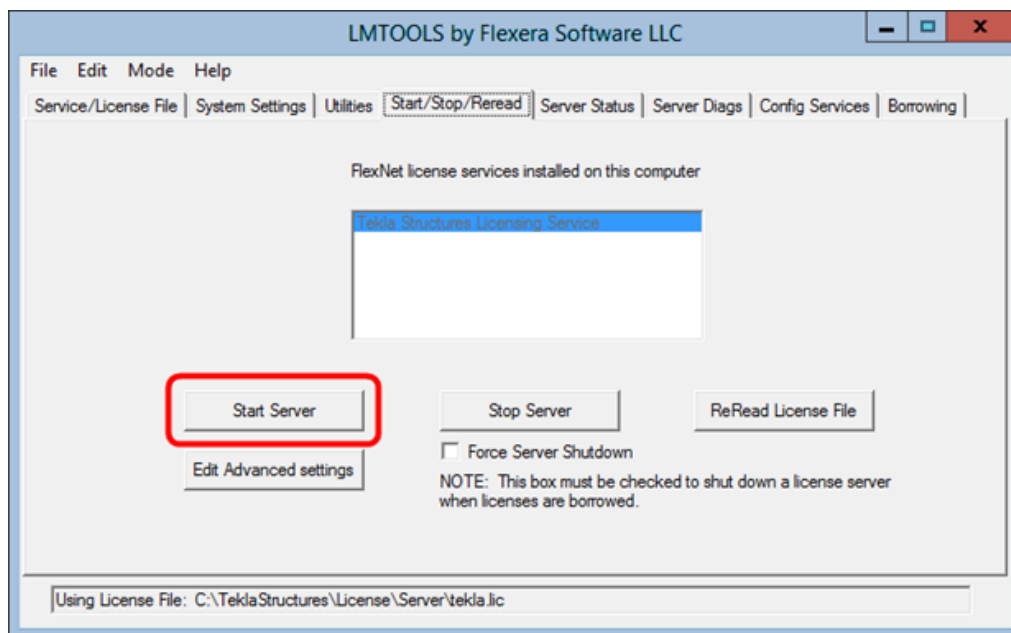 LMTOOLS by Flexera Software LLC
File Edit Mode Help
Service/License File System Settings Utilities Start/Stop/Reread Server Status Server Diags Config Services Borrowing
FlexNet license services installed on this computer
Tekla Structures Licensing Service
Start Server Stop Server ReRead License File
Force Server Shutdown
Edit Advanced settings
NOTE: This box must be checked to shut down a license server
when licenses are borrowed.
Using License File: C:\TeklaStructures\License\Server\tekla.lic